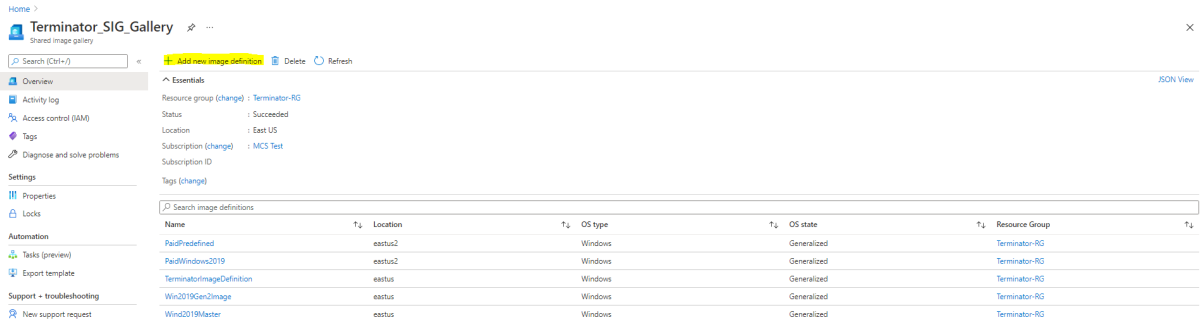 Home >
Terminator_SIG_Gallery
Shared image gallery
Search (Ctrl+/)
Overview
Activity log
Access control (IAM)
Tags
Diagnose and solve problems
Settings
Properties
Locks
Automation
Tasks (preview)
Export template
Support + troubleshooting
New support request
+ Add new image definition Delete Refresh
Essentials JSON View
Resource group (change) : Terminator-RG
Status : Succeeded
Location : East US
Subscription (change) : MCS Test
Subscription ID
Tags (change)
Search image definitions
Name Location OS type OS state Resource Group
PaidPredefined eastus2 Windows Generalized Terminator-RG
PaidWindows2019 eastus2 Windows Generalized Terminator-RG
TerminatorImageDefinition eastus Windows Generalized Terminator-RG
Win2019Gen2Image eastus Windows Generalized Terminator-RG
Wind2019Master eastus Windows Generalized Terminator-RG